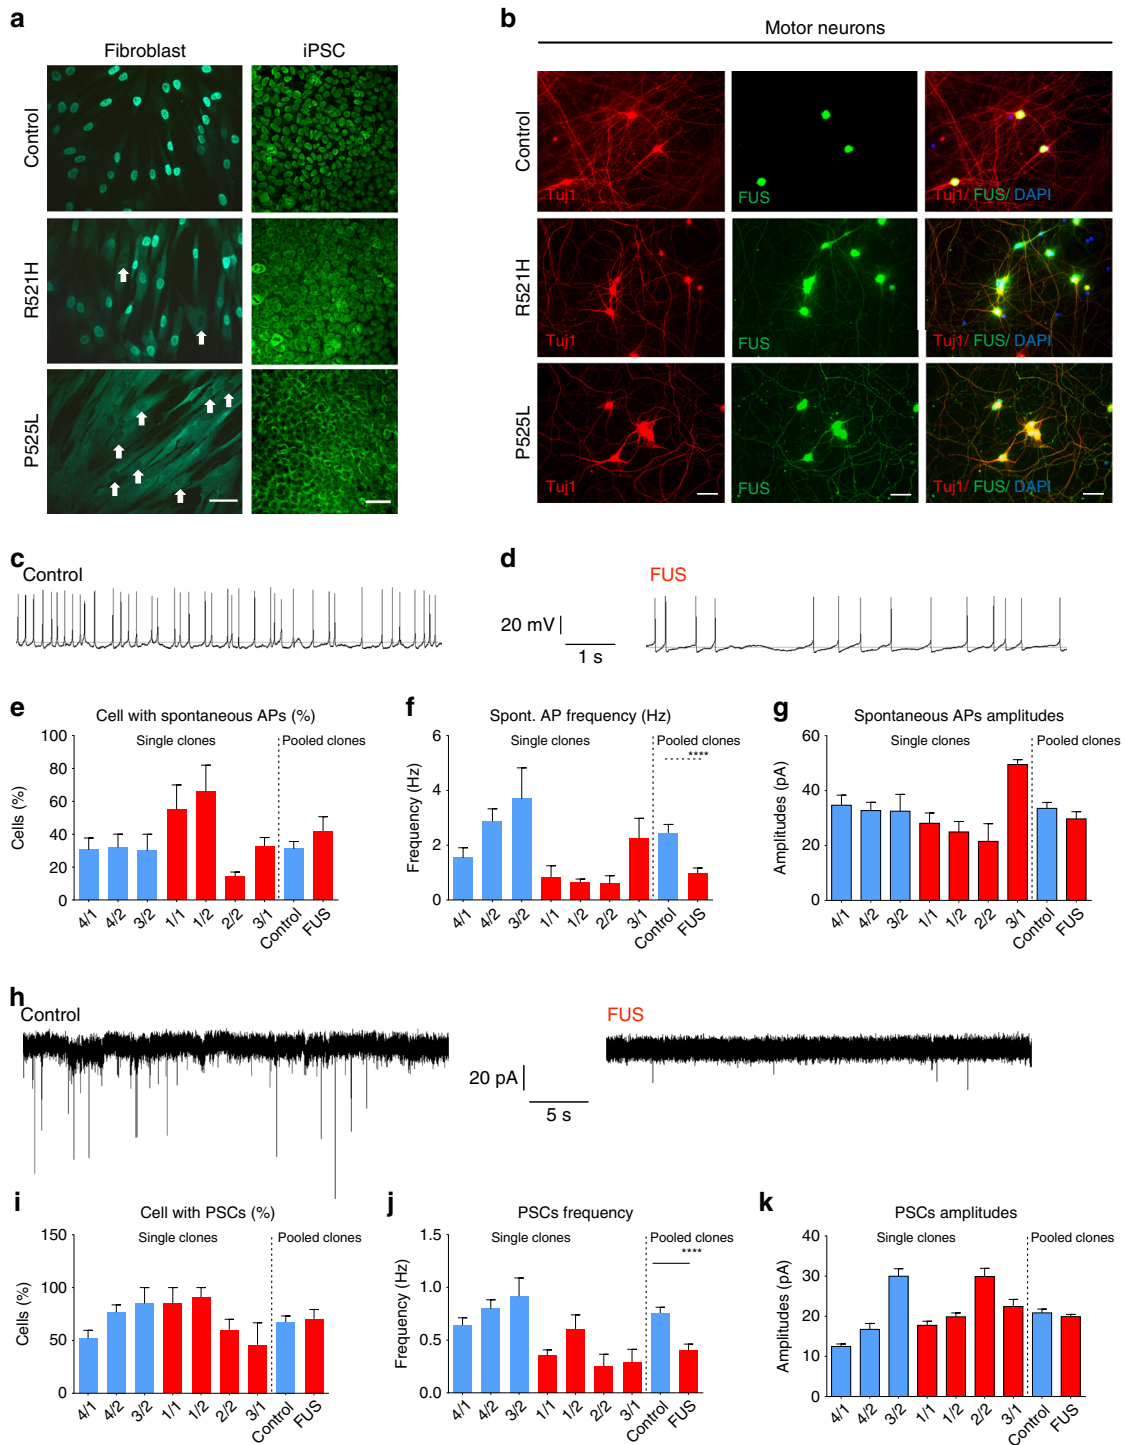 a
Fibroblast
iPSC
Control
R521H
P525L
b
Motor neurons
Control
R521H
P525L
Tuj1
FUS
Tuj1/ FUS/ DAPI
Tuj1
FUS
Tuj1/ FUS/ DAPI
Tuj1
FUS
Tuj1/ FUS/ DAPI
c
Control
d
FUS
20 mV
1 s
e
Cell with spontaneous APs (%)
Single clones
Pooled clones
Cells (%)
100
80
60
40
20
0
4/1
4/2
3/2
1/1
1/2
2/2
3/1
Control
FUS
f
Spont. AP frequency (Hz)
Single clones
Pooled clones
****
Frequency (Hz)
6
4
2
0
4/1
4/2
3/2
1/1
1/2
2/2
3/1
Control
FUS
g
Spontaneous APs amplitudes
Single clones
Pooled clones
Amplitudes (pA)
60
40
20
0
4/1
4/2
3/2
1/1
1/2
2/2
3/1
Control
FUS
h
Control
FUS
20 pA
5 s
i
Cell with PSCs (%)
Single clones
Pooled clones
Cells (%)
150
100
50
0
4/1
4/2
3/2
1/1
1/2
2/2
3/1
Control
FUS
j
PSCs frequency
Single clones
Pooled clones
****
Frequency (Hz)
1.5
1.0
0.5
0.0
4/1
4/2
3/2
1/1
1/2
2/2
3/1
Control
FUS
k
PSCs amplitudes
Single clones
Pooled clones
Amplitudes (pA)
40
30
20
10
0
4/1
4/2
3/2
1/1
1/2
2/2
3/1
Control
FUS